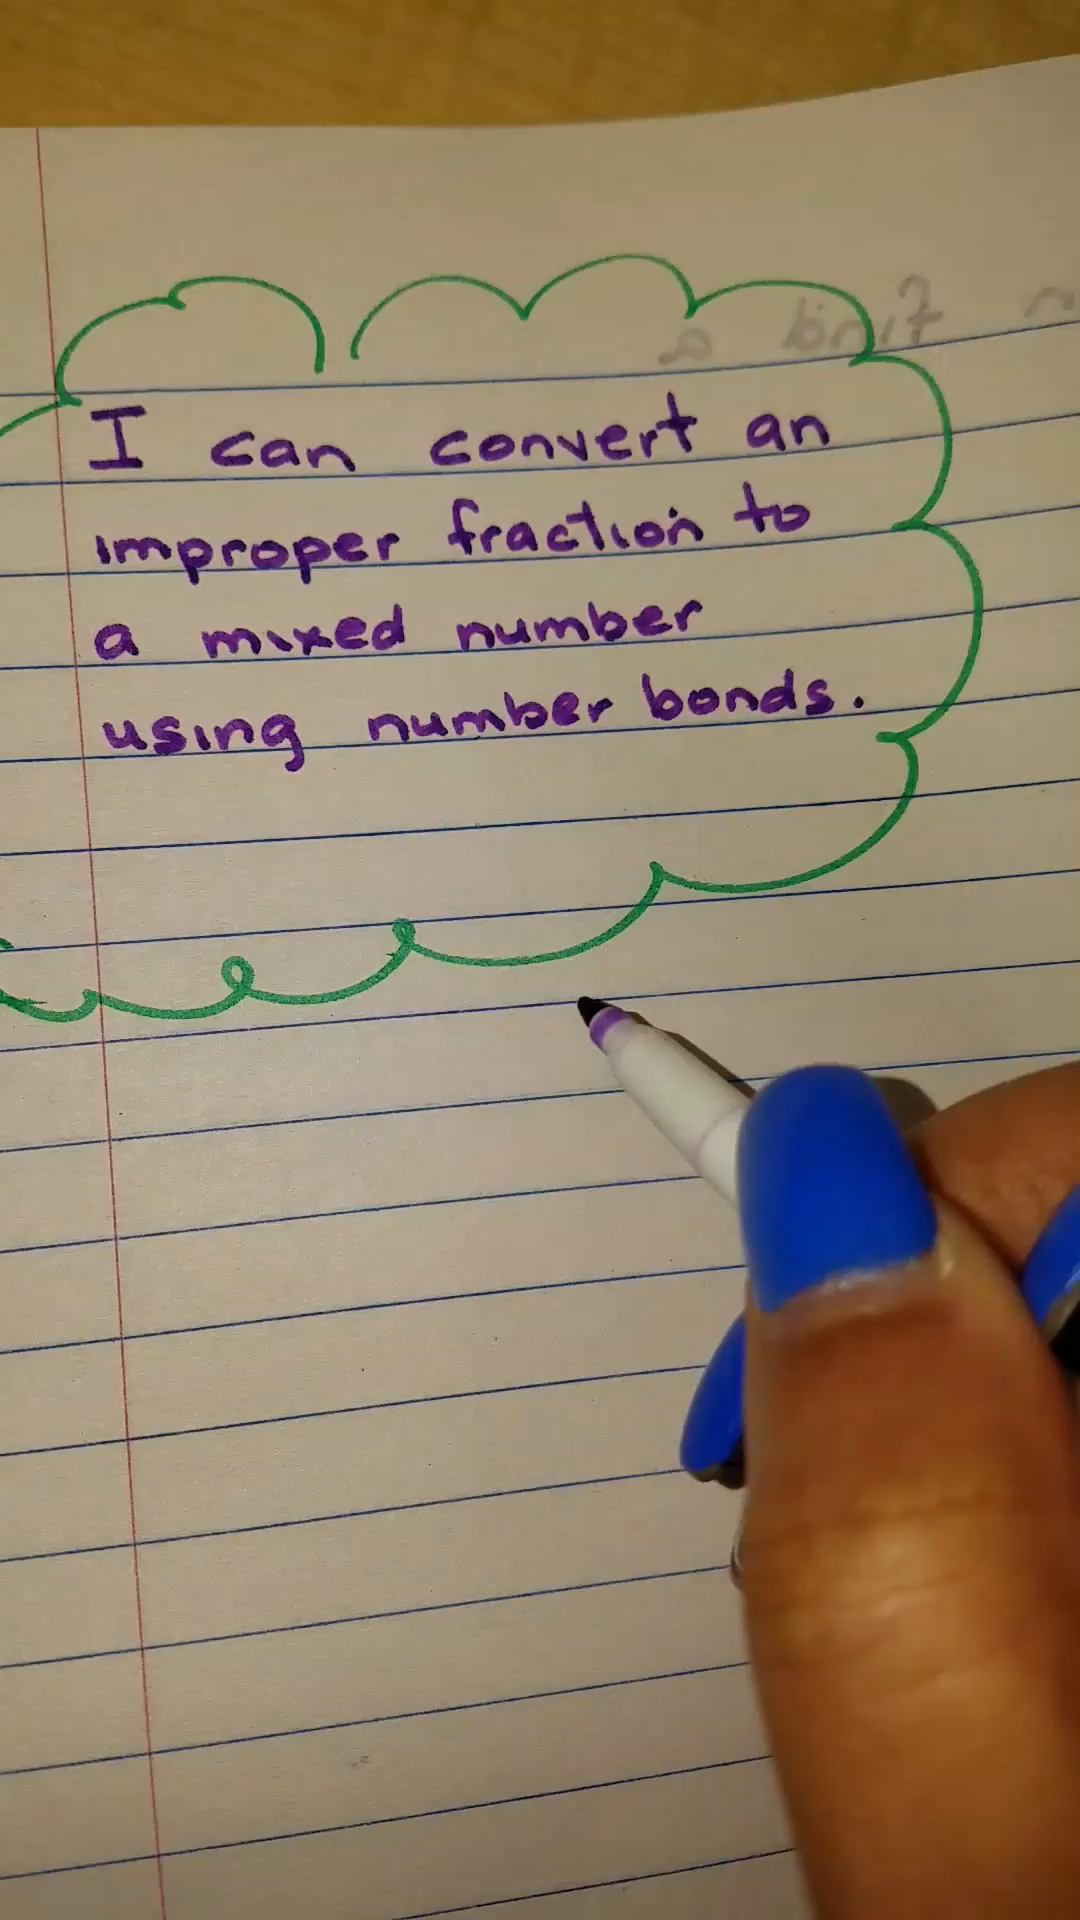 I can convert an
improper fraction to
a mixed number
using number bonds.